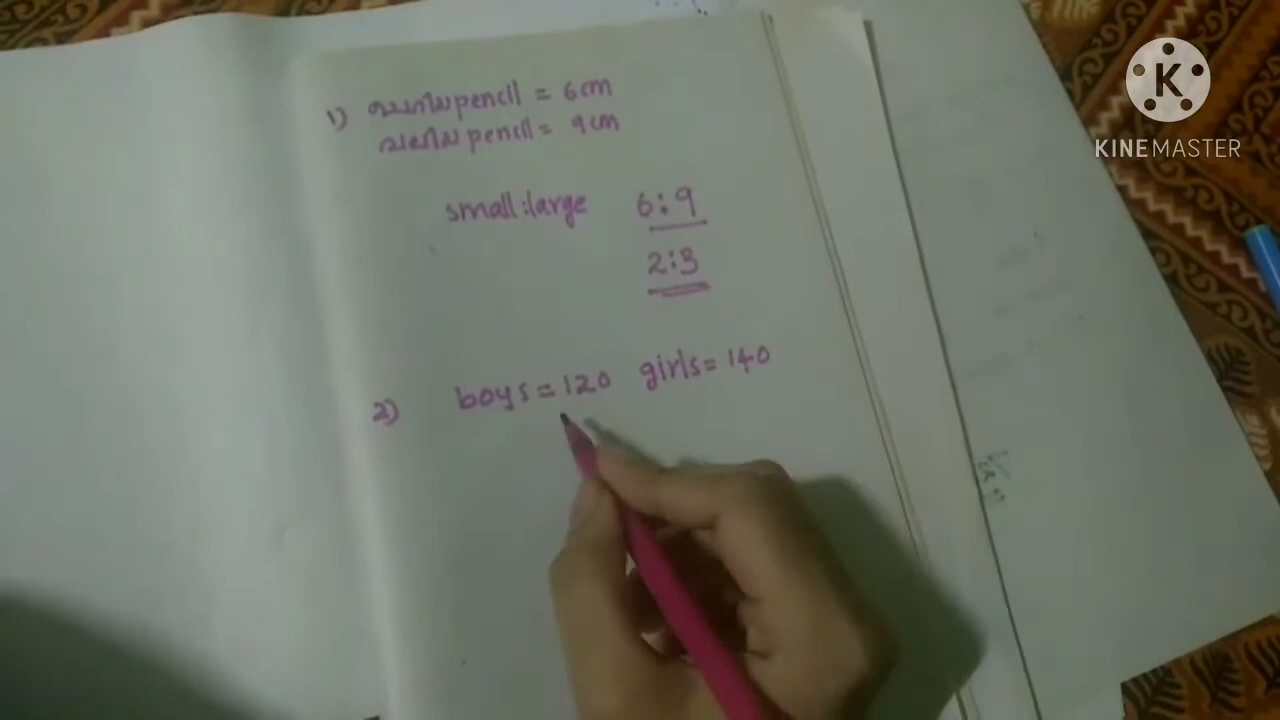 1) ചെറിയ pencil = 6cm
വലിയ pencil = 9cm
small:large 6:9
2:3
2) boys = 120 girls = 140
K
KINEMASTER